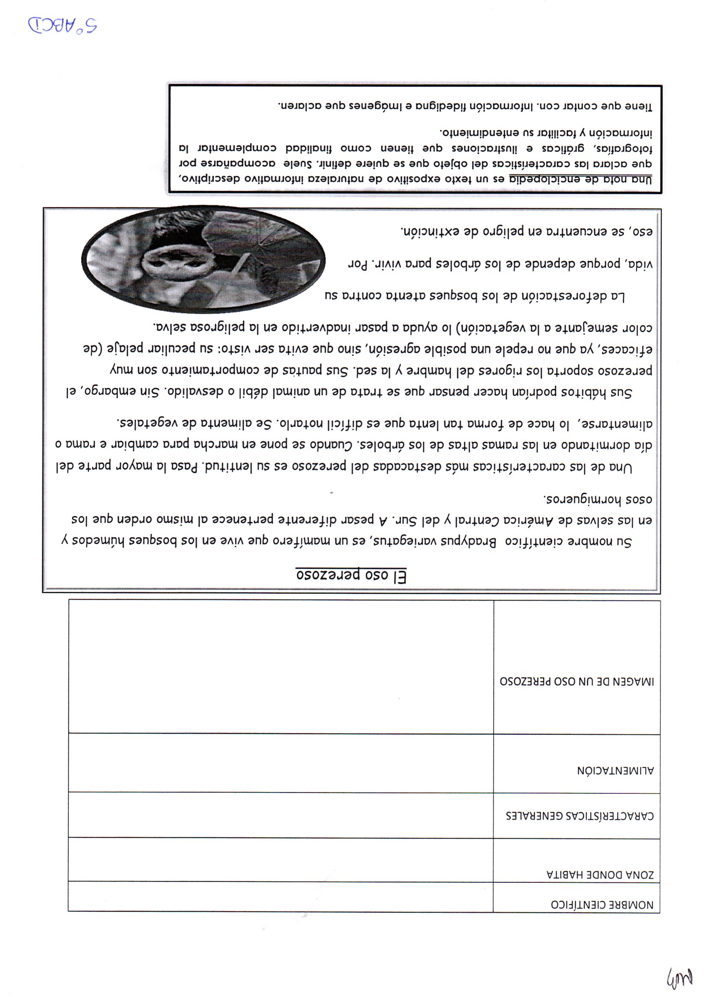 NOMBRE CIENTÍFICO
ZONA DONDE HABITA
CARACTERÍSTICAS GENERALES
ALIMENTACIÓN
IMAGEN DE UN OSO PEREZOSO
El oso perezoso
Su nombre científico Bradypus variegatus, es un mamífero que vive en los bosques húmedos y
en las selvas de América Central y del Sur. A pesar diferente pertenece al mismo orden que los
osos hormigueros.
Una de las características más destacadas del perezoso es su lentitud. Pasa la mayor parte del
día dormitando en las ramas altas de los árboles. Cuando se pone en marcha para cambiar e rama o
alimentarse, lo hace de forma tan lenta que es difícil notarlo. Se alimenta de vegetales.
Sus hábitos podrían hacer pensar que se trata de un animal débil o desvalido. Sin embargo, el
perezoso soporta los rigores del hambre y la sed. Sus pautas de comportamiento son muy
eficaces, ya que no repele una posible agresión, sino que evita ser visto: su peculiar pelaje (de
color semejante a la vegetación) lo ayuda a pasar inadvertido en la peligrosa selva.
La deforestación de los bosques atenta contra su
vida, porque depende de los árboles para vivir. Por
eso, se encuentra en peligro de extinción.
Una nota de enciclopedia es un texto expositivo de naturaleza informativo descriptivo,
que aclara las características del objeto que se quiere definir. Suele acompañarse por
fotografías, gráficas e ilustraciones que tienen como finalidad complementar la
información y facilitar su entendimiento.
Tiene que contar con. Información fidedigna e Imágenes que aclaren.
5° ABCD